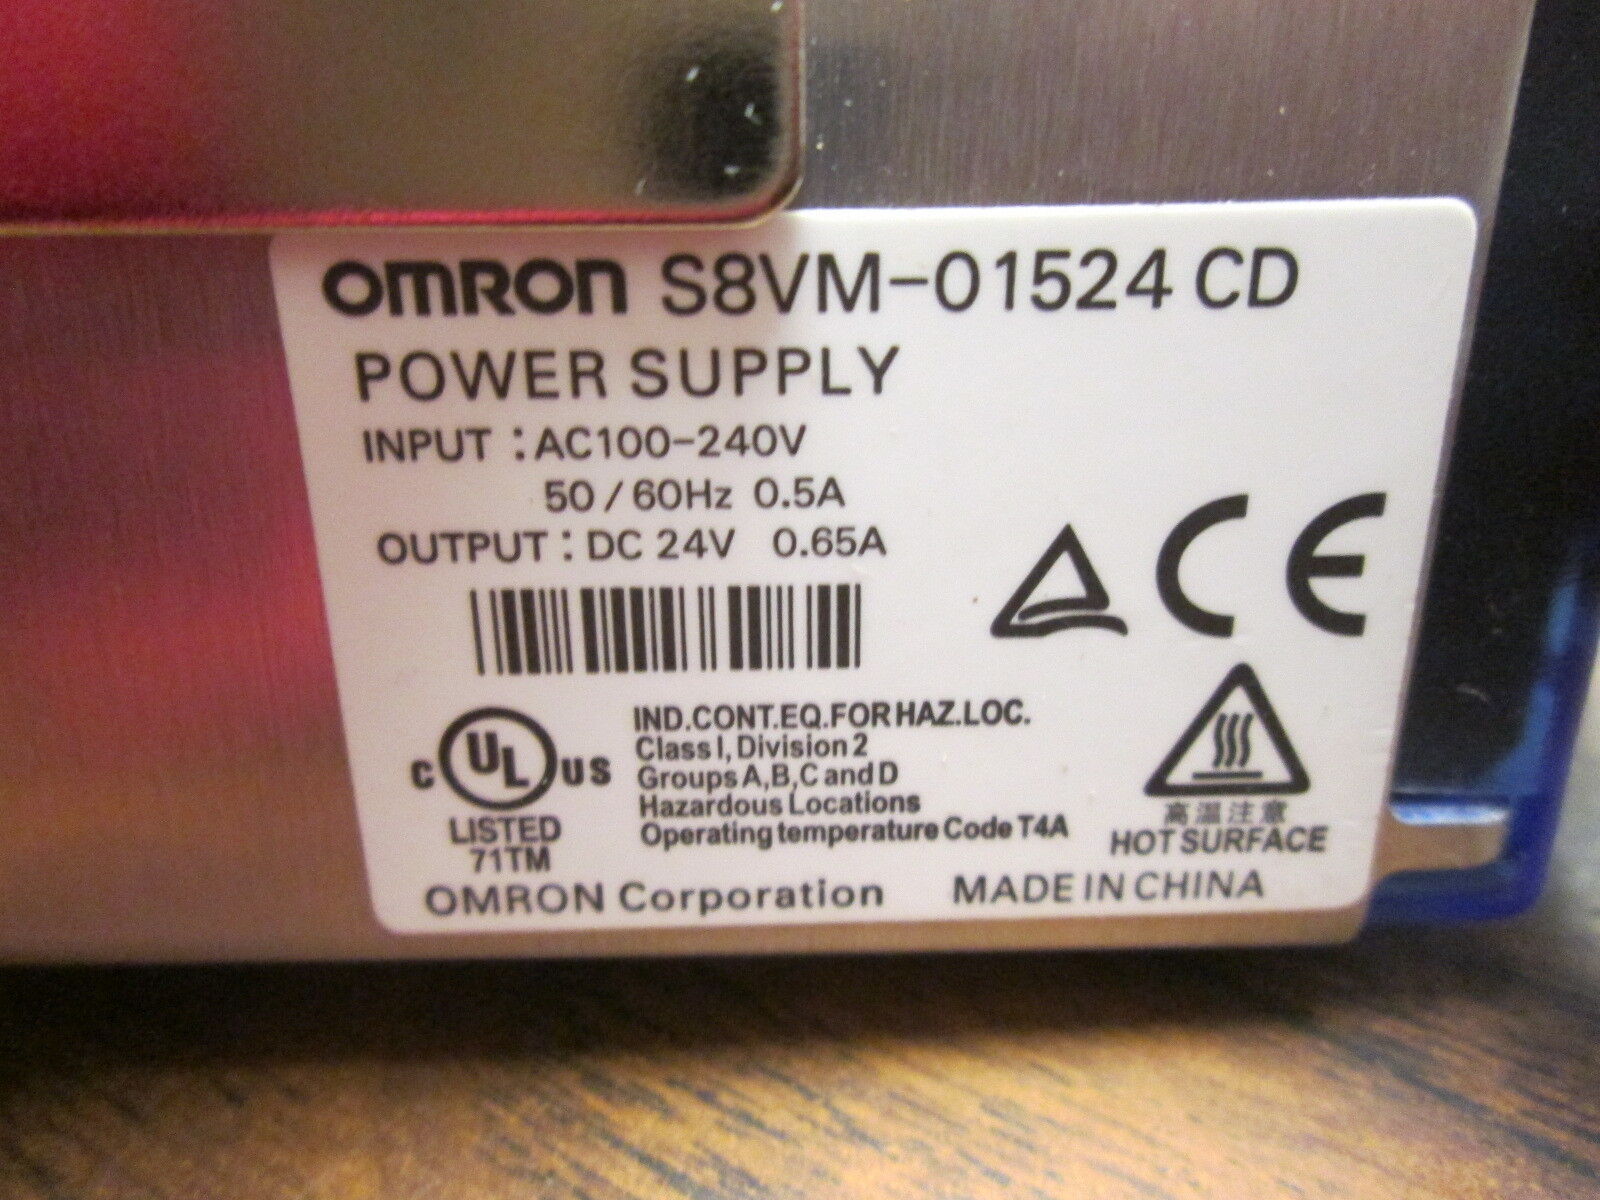 OMRON S8VM-01524 CD
POWER SUPPLY
INPUT : AC100-240V
50 / 60Hz 0.5A
OUTPUT : DC 24V 0.65A
CE
C UL US
LISTED
71TM
IND.CONT.EQ.FOR HAZ.LOC.
Class I, Division 2
Groups A,B,C and D
Hazardous Locations
Operating temperature Code T4A
高温注意
HOT SURFACE
OMRON Corporation MADE IN CHINA